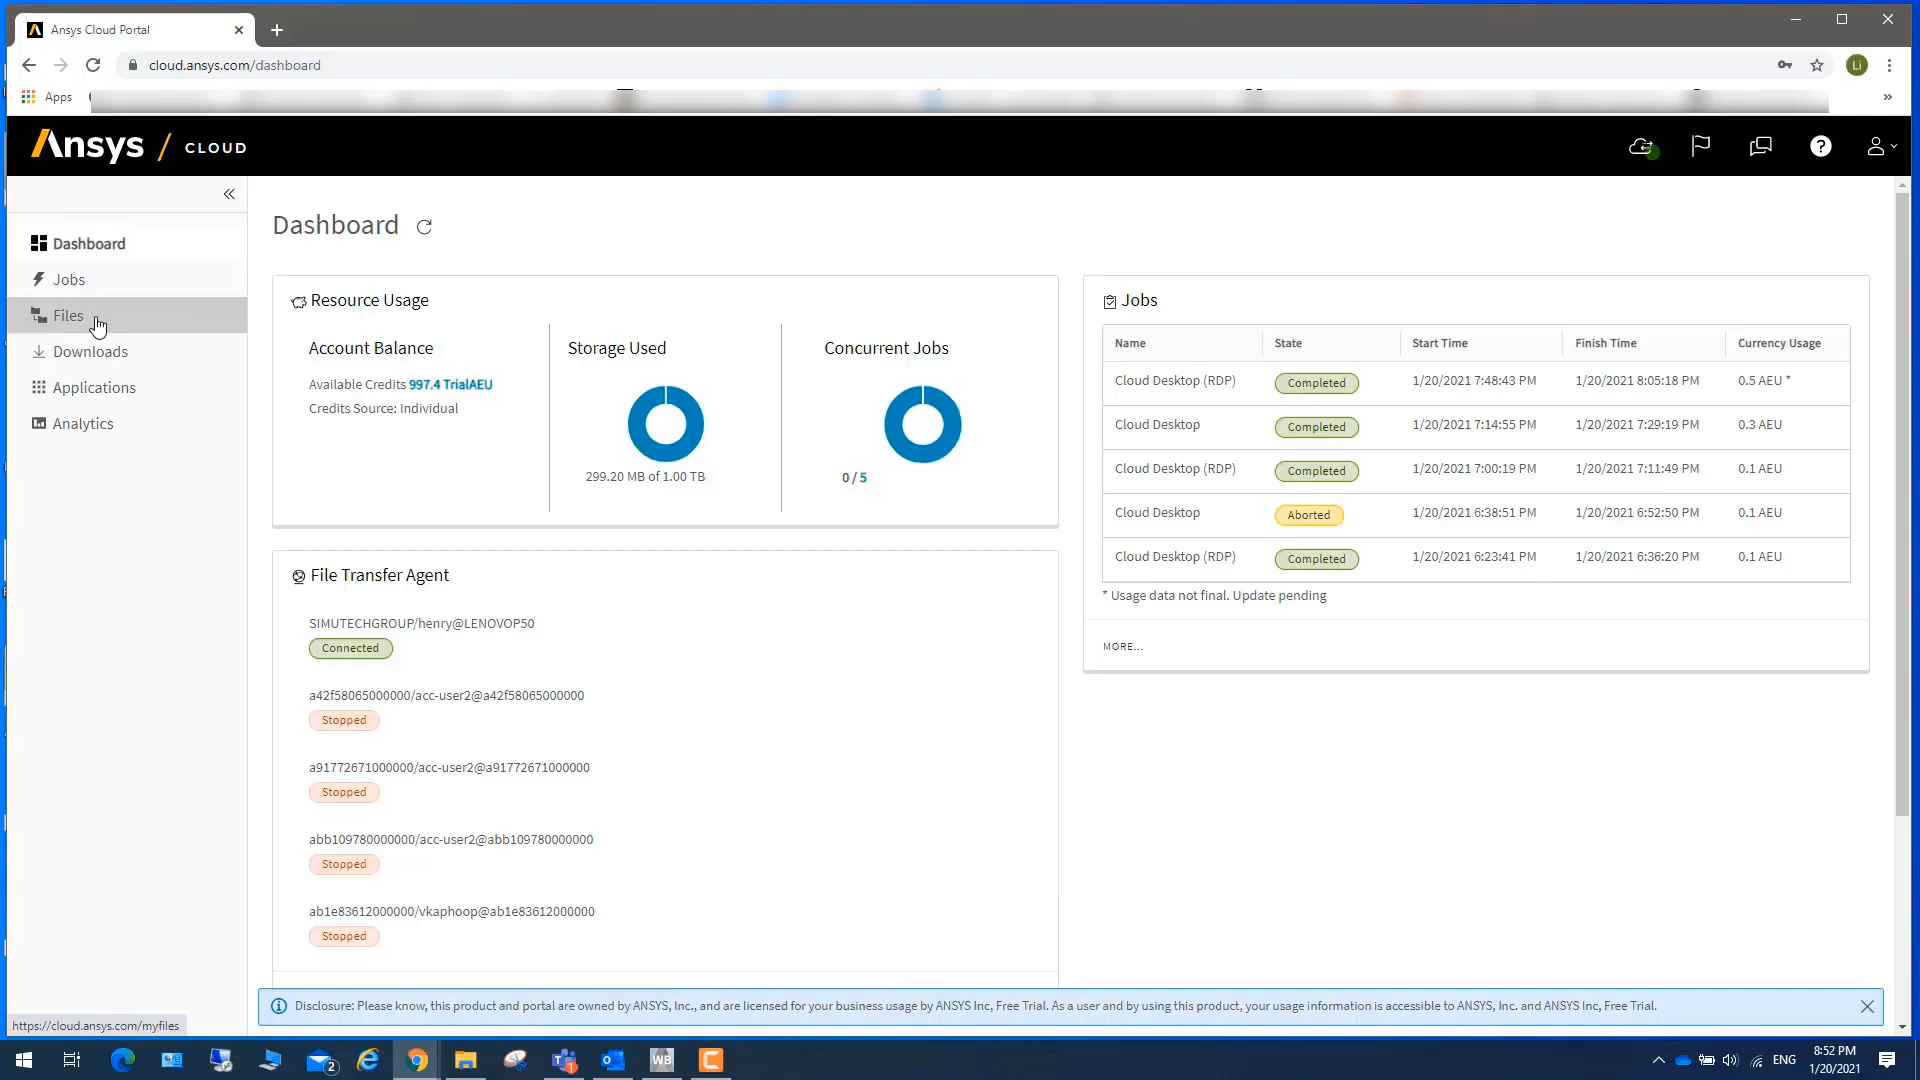 Ansys Cloud Portal
cloud.ansys.com/dashboard
Li
Apps
Ansys / CLOUD
Dashboard
Jobs
Files
Downloads
Applications
Analytics
Dashboard
Resource Usage
Account Balance
Available Credits 997.4 TrialAEU
Credits Source: Individual
Storage Used
299.20 MB of 1.00 TB
Concurrent Jobs
0 / 5
Jobs
Name State Start Time Finish Time Currency Usage
Cloud Desktop (RDP) Completed 1/20/2021 7:48:43 PM 1/20/2021 8:05:18 PM 0.5 AEU *
Cloud Desktop Completed 1/20/2021 7:14:55 PM 1/20/2021 7:29:19 PM 0.3 AEU
Cloud Desktop (RDP) Completed 1/20/2021 7:00:19 PM 1/20/2021 7:11:49 PM 0.1 AEU
Cloud Desktop Aborted 1/20/2021 6:38:51 PM 1/20/2021 6:52:50 PM 0.1 AEU
Cloud Desktop (RDP) Completed 1/20/2021 6:23:41 PM 1/20/2021 6:36:20 PM 0.1 AEU
* Usage data not final. Update pending
MORE...
File Transfer Agent
SIMUTECHGROUP/henry@LENOVOP50
Connected
a42f58065000000/acc-user2@a42f58065000000
Stopped
a91772671000000/acc-user2@a91772671000000
Stopped
abb109780000000/acc-user2@abb109780000000
Stopped
ab1e83612000000/vkaphoop@ab1e83612000000
Stopped
Disclosure: Please know, this product and portal are owned by ANSYS, Inc., and are licensed for your business usage by ANSYS Inc, Free Trial. As a user and by using this product, your usage information is accessible to ANSYS, Inc. and ANSYS Inc, Free Trial.
https://cloud.ansys.com/myfiles
2
1
WB
ENG
8:52 PM
1/20/2021